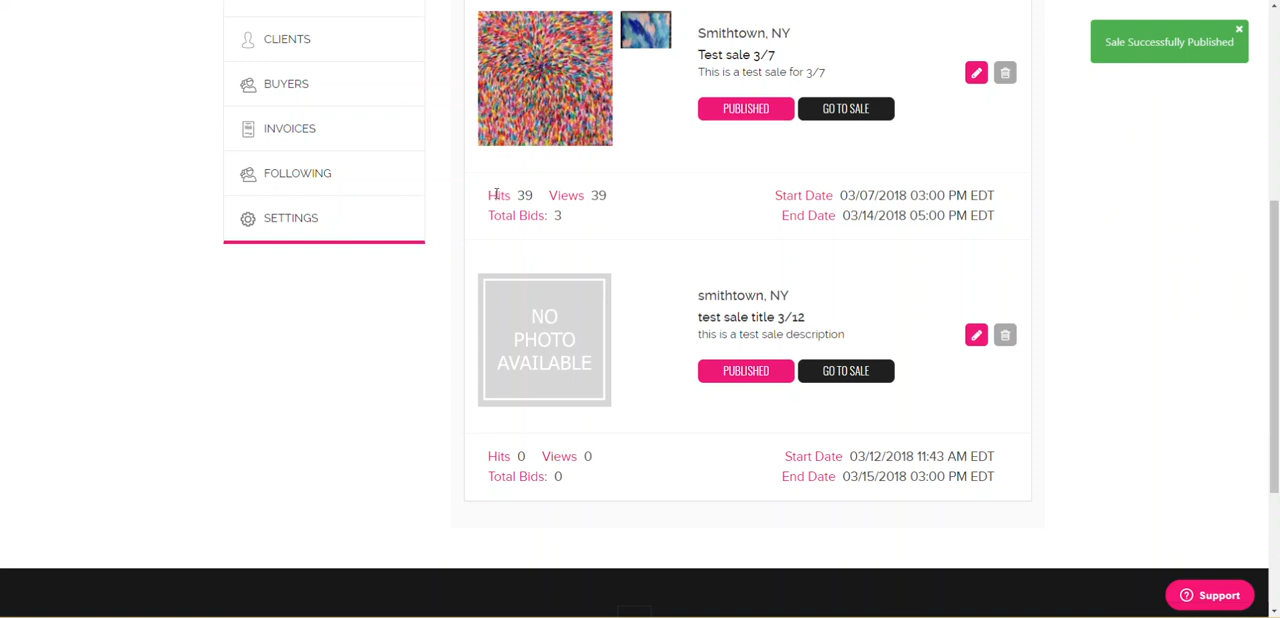 CLIENTS
BUYERS
INVOICES
FOLLOWING
SETTINGS
Smithtown, NY
Test sale 3/7
This is a test sale for 3/7
PUBLISHED GO TO SALE
Hits 39 Views 39
Total Bids: 3
Start Date 03/07/2018 03:00 PM EDT
End Date 03/14/2018 05:00 PM EDT
NO
PHOTO
AVAILABLE
smithtown, NY
test sale title 3/12
this is a test sale description
PUBLISHED GO TO SALE
Hits 0 Views 0
Total Bids: 0
Start Date 03/12/2018 11:43 AM EDT
End Date 03/15/2018 03:00 PM EDT
Sale Successfully Published
Support